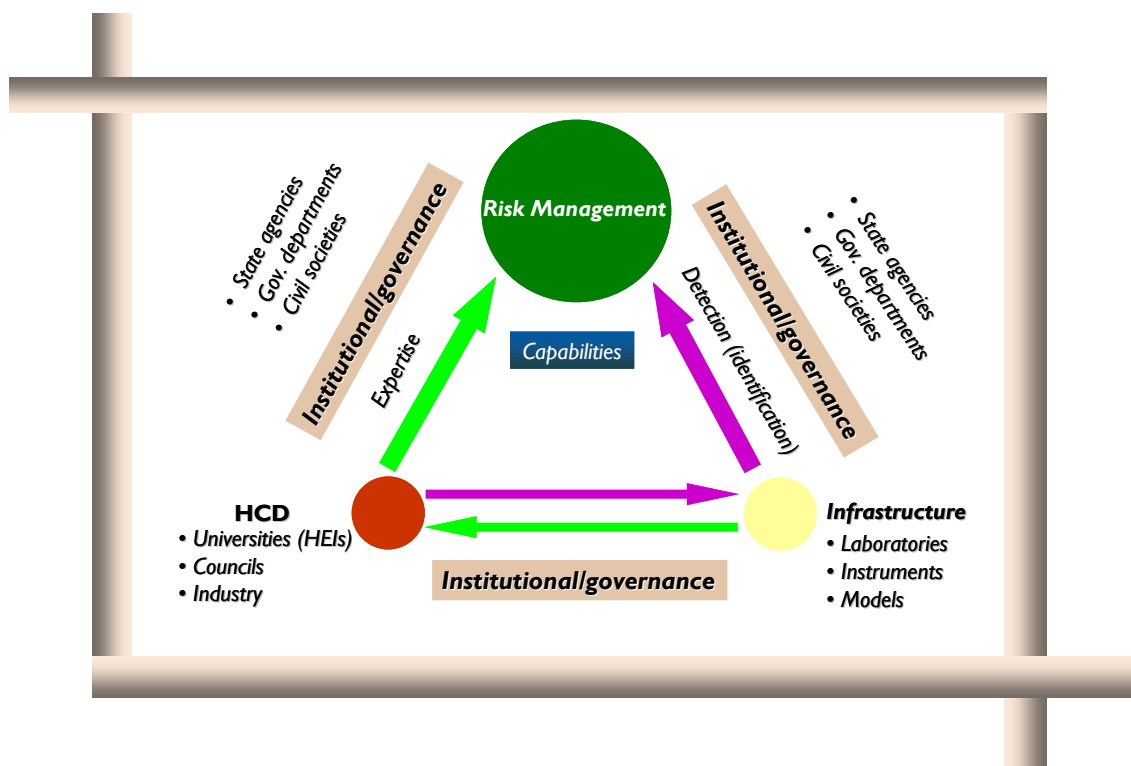 Risk Management
Institutional/governance
• State agencies
• Gov. departments
• Civil societies
Expertise
Capabilities
Detection (identification)
Institutional/governance
• State agencies
• Gov. departments
• Civil societies
HCD
• Universities (HEIs)
• Councils
• Industry
Infrastructure
• Laboratories
• Instruments
• Models
Institutional/governance